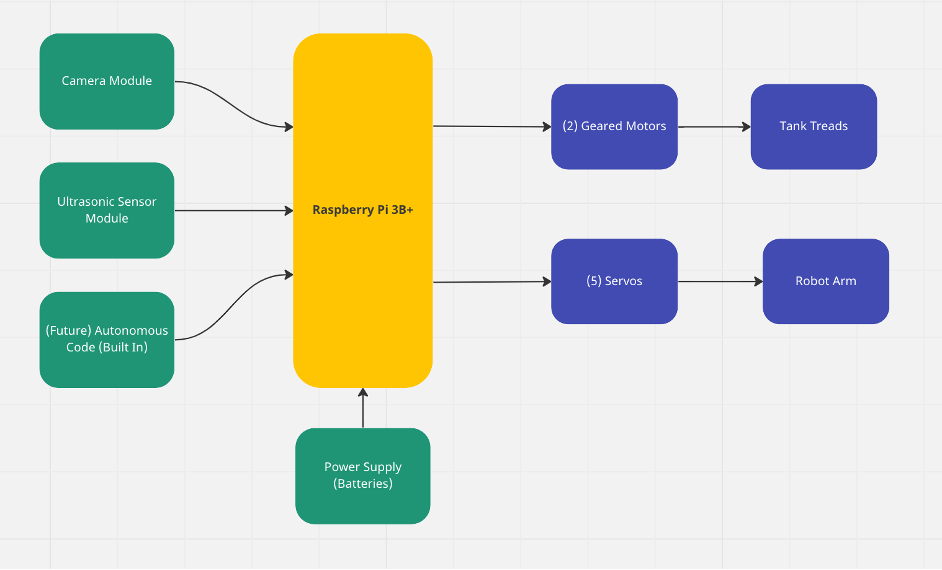 Camera Module
Ultrasonic Sensor
Module
(Future) Autonomous
Code (Built In)
Raspberry Pi 3B+
Power Supply
(Batteries)
(2) Geared Motors
Tank Treads
(5) Servos
Robot Arm